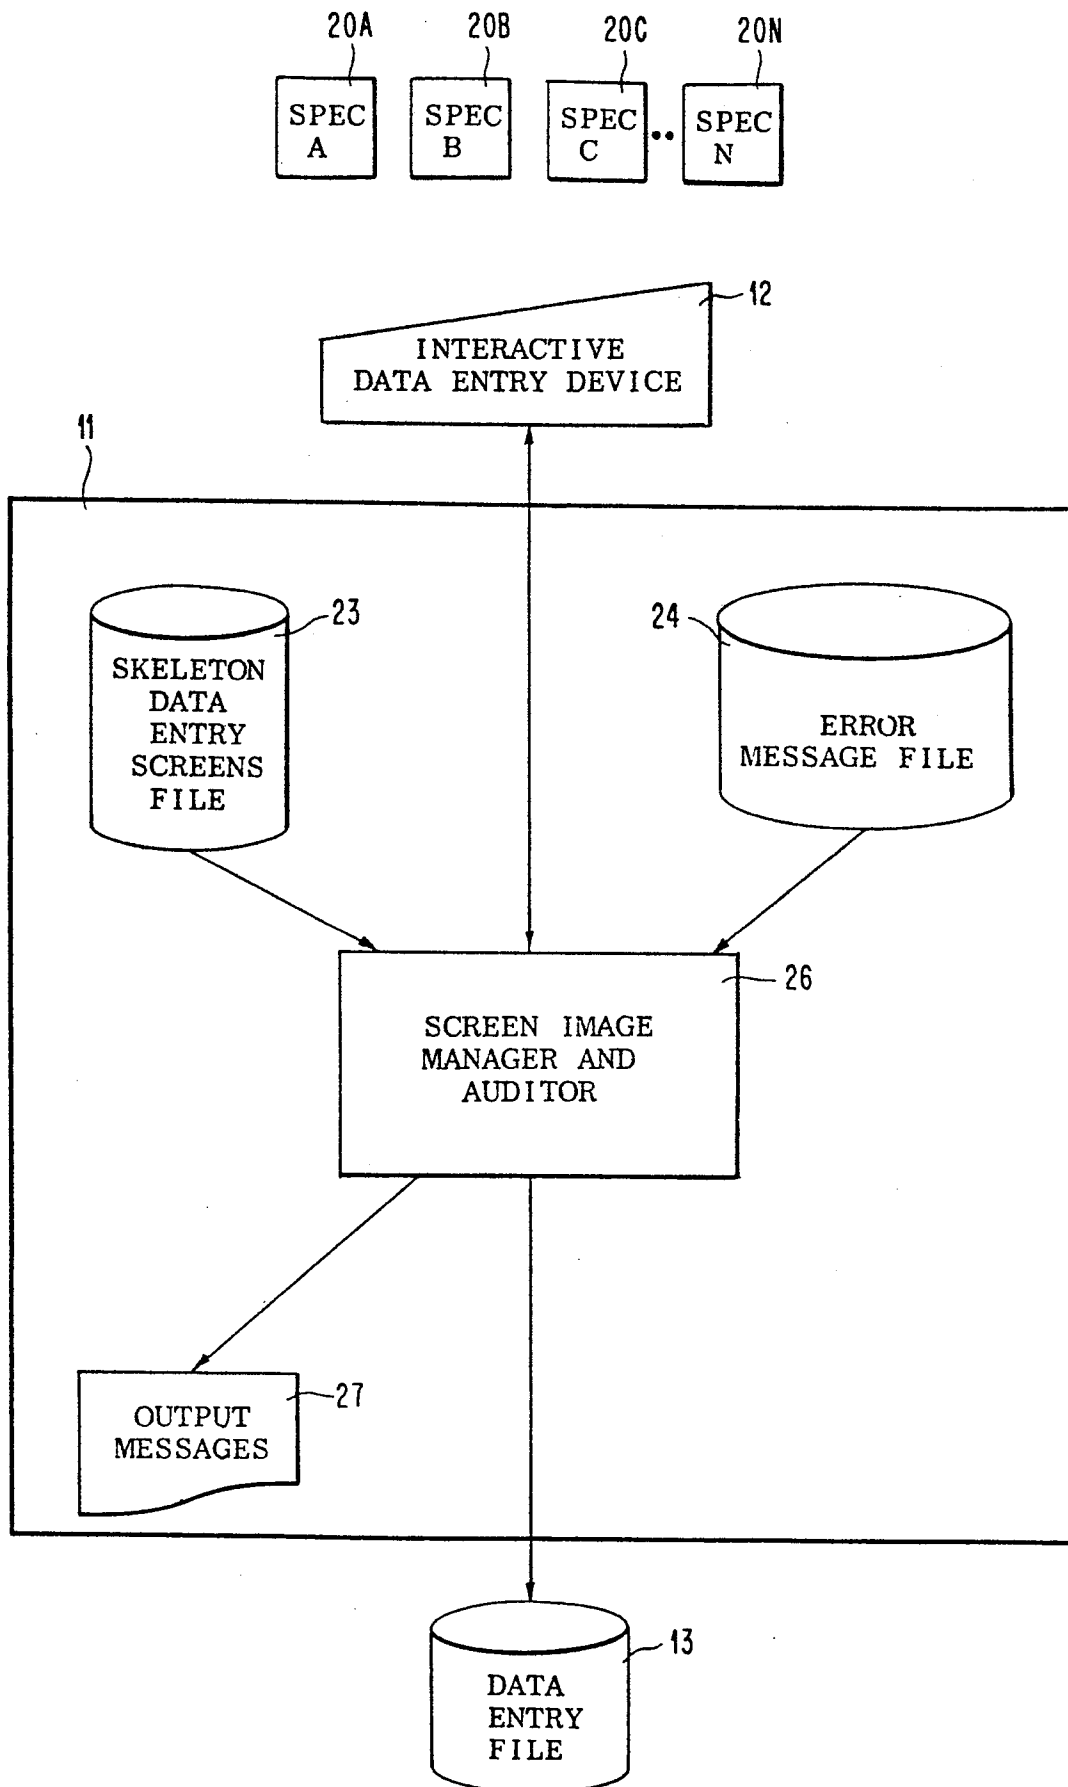 20A 20B 20C 20N
SPEC A
SPEC B
SPEC C
••
SPEC N
12
INTERACTIVE
DATA ENTRY DEVICE
11
23
SKELETON
DATA
ENTRY
SCREENS
FILE
24
ERROR
MESSAGE FILE
26
SCREEN IMAGE
MANAGER AND
AUDITOR
27
OUTPUT
MESSAGES
13
DATA
ENTRY
FILE